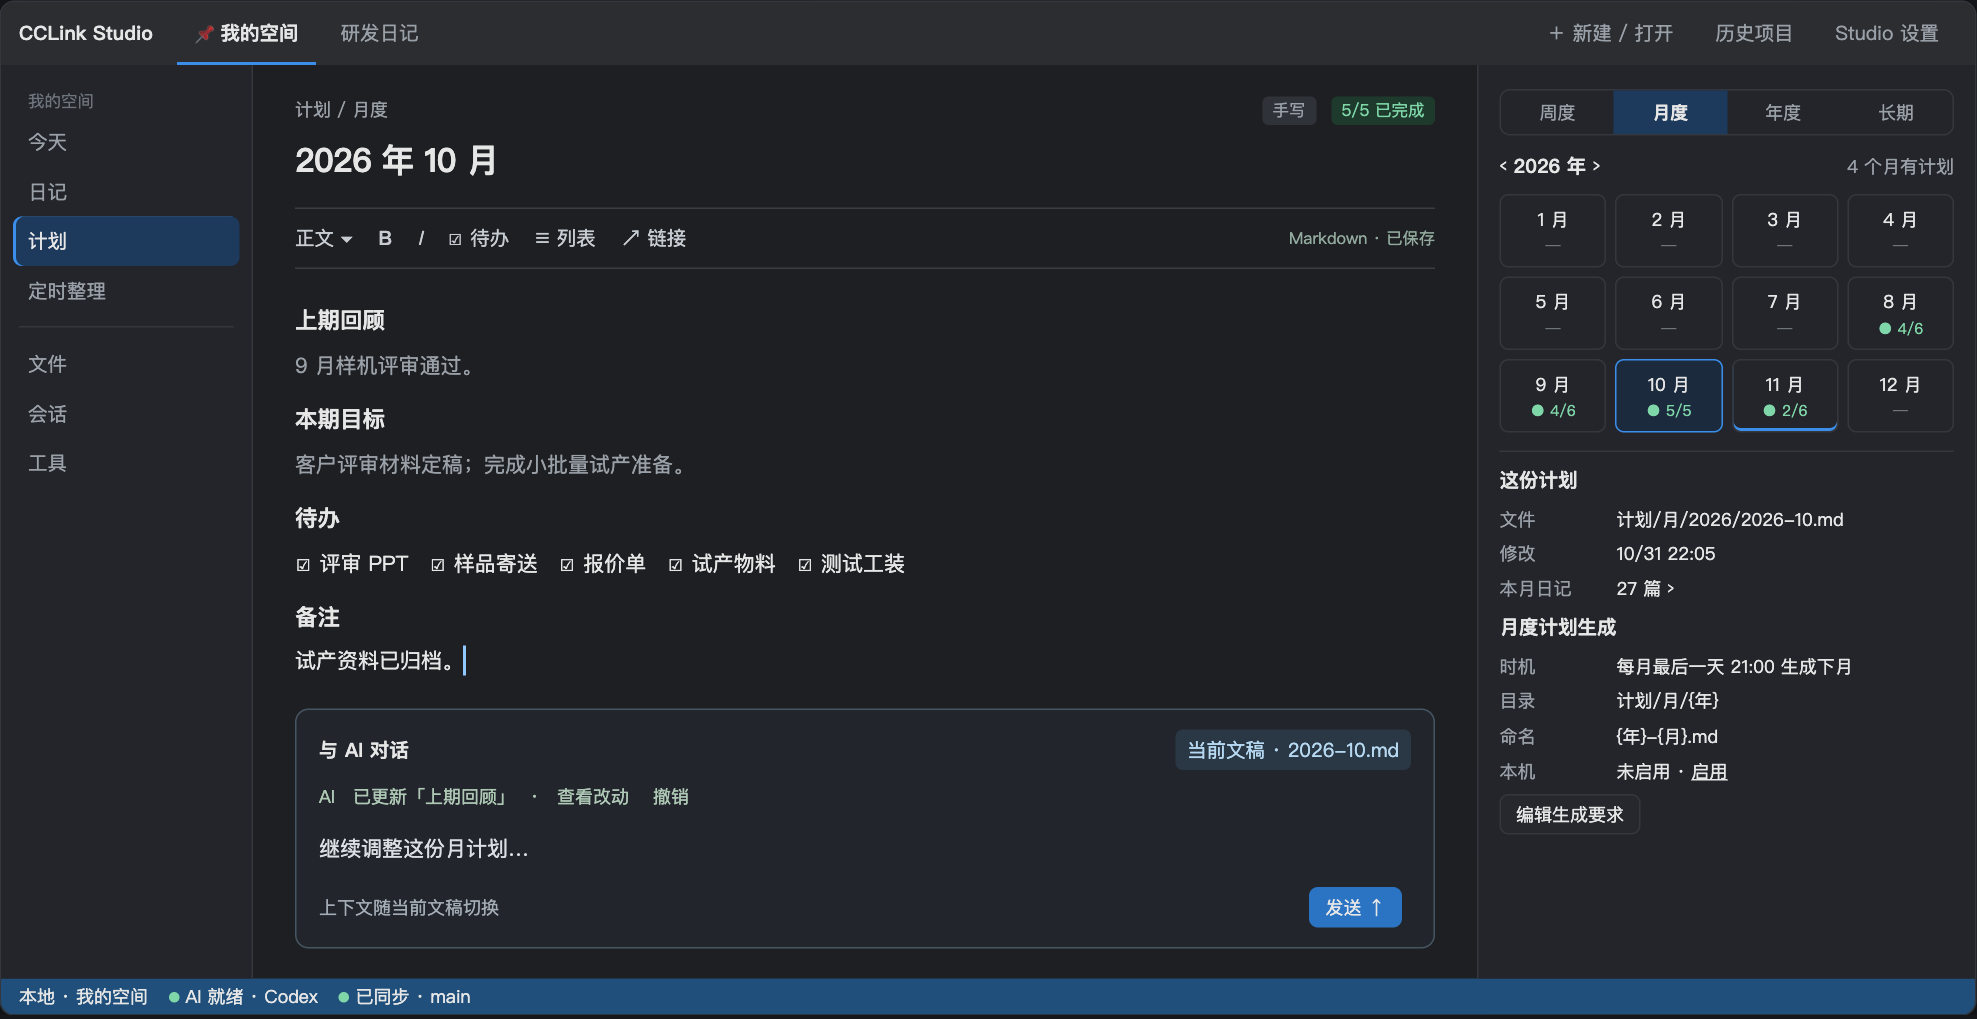 CCLink Studio
📌 我的空间
研发日记
+ 新建 / 打开
历史项目
Studio 设置
我的空间
今天
日记
计划
定时整理
文件
会话
工具
计划 / 月度
手写
5/5 已完成
2026 年 10 月
正文 ▾ B I ☑ 待办 ≡ 列表 ↗ 链接
Markdown · 已保存
上期回顾
9 月样机评审通过。
本期目标
客户评审材料定稿；完成小批量试产准备。
待办
☑ 评审 PPT ☑ 样品寄送 ☑ 报价单 ☑ 试产物料 ☑ 测试工装
备注
试产资料已归档。
与 AI 对话
当前文稿 · 2026-10.md
AI 已更新「上期回顾」 · 查看改动 撤销
继续调整这份月计划...
上下文随当前文稿切换
发送 ↑
周度 月度 年度 长期
‹ 2026 年 ›
4 个月有计划
1 月 2 月 3 月 4 月
— — — —
5 月 6 月 7 月 8 月
— — — ● 4/6
9 月 10 月 11 月 12 月
● 4/6 ● 5/5 ● 2/6 —
这份计划
文件 计划/月/2026/2026-10.md
修改 10/31 22:05
本月日记 27 篇 ›
月度计划生成
时机 每月最后一天 21:00 生成下月
目录 计划/月/{年}
命名 {年}-{月}.md
本机 未启用 · 启用
编辑生成要求
本地 · 我的空间 ● AI 就绪 · Codex ● 已同步 · main